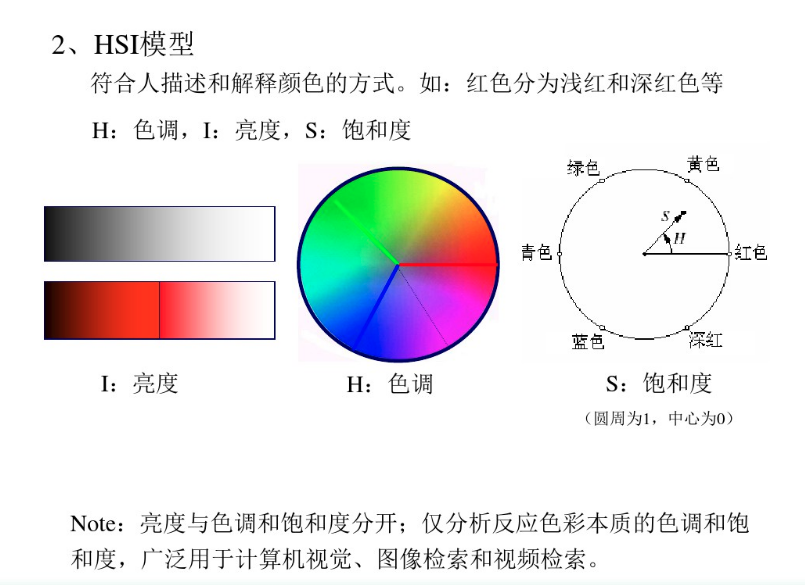 2、HSI模型
符合人描述和解释颜色的方式。如：红色分为浅红和深红色等
H：色调，I：亮度，S：饱和度
绿色
黄色
S
H
青色
红色
蓝色
深红
I：亮度
H：色调
S：饱和度
（圆周为1，中心为0）
Note：亮度与色调和饱和度分开；仅分析反应色彩本质的色调和饱
和度，广泛用于计算机视觉、图像检索和视频检索。